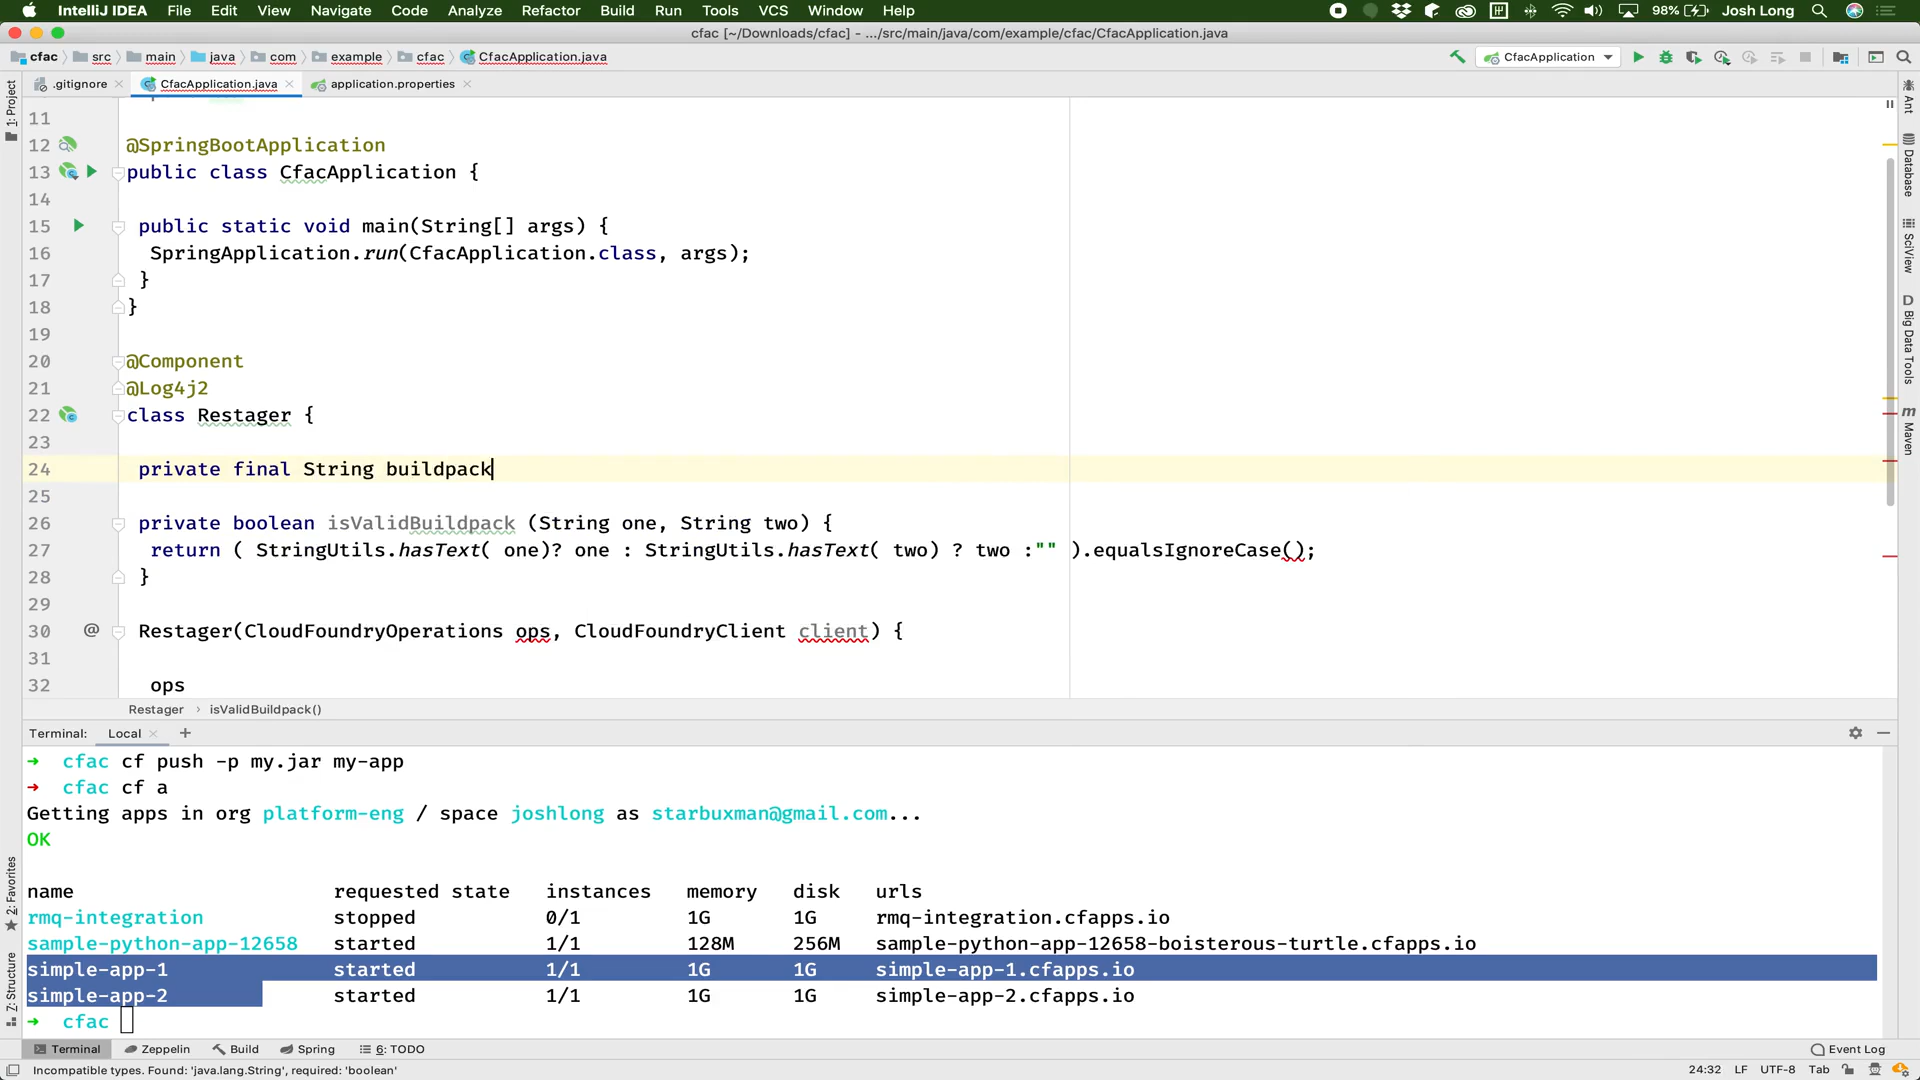 IntelliJ IDEA File Edit View Navigate Code Analyze Refactor Build Run Tools VCS Window Help 98% Josh Long
cfac [~/Downloads/cfac] – .../src/main/java/com/example/cfac/CfacApplication.java
cfac src main java com example cfac CfacApplication.java CfacApplication
.gitignore CfacApplication.java application.properties
1: Project
Ant
Database
SciView
D Big Data Tools
m Maven
11
12 @SpringBootApplication
13 public class CfacApplication {
14
15 public static void main(String[] args) {
16 SpringApplication.run(CfacApplication.class, args);
17 }
18 }
19
20 @Component
21 @Log4j2
22 class Restager {
23
24 private final String buildpack
25
26 private boolean isValidBuildpack (String one, String two) {
27 return ( StringUtils.hasText( one)? one : StringUtils.hasText( two) ? two :"" ).equalsIgnoreCase();
28 }
29
30 @ Restager(CloudFoundryOperations ops, CloudFoundryClient client) {
31
32 ops
Restager › isValidBuildpack()
Terminal: Local +
→ cfac cf push -p my.jar my-app
→ cfac cf a
Getting apps in org platform-eng / space joshlong as starbuxman@gmail.com...
OK
name requested state instances memory disk urls
rmq-integration stopped 0/1 1G 1G rmq-integration.cfapps.io
sample-python-app-12658 started 1/1 128M 256M sample-python-app-12658-boisterous-turtle.cfapps.io
simple-app-1 started 1/1 1G 1G simple-app-1.cfapps.io
simple-app-2 started 1/1 1G 1G simple-app-2.cfapps.io
→ cfac
2: Favorites
Z: Structure
Terminal Zeppelin Build Spring 6: TODO Event Log
Incompatible types. Found: 'java.lang.String', required: 'boolean' 24:32 LF UTF-8 Tab